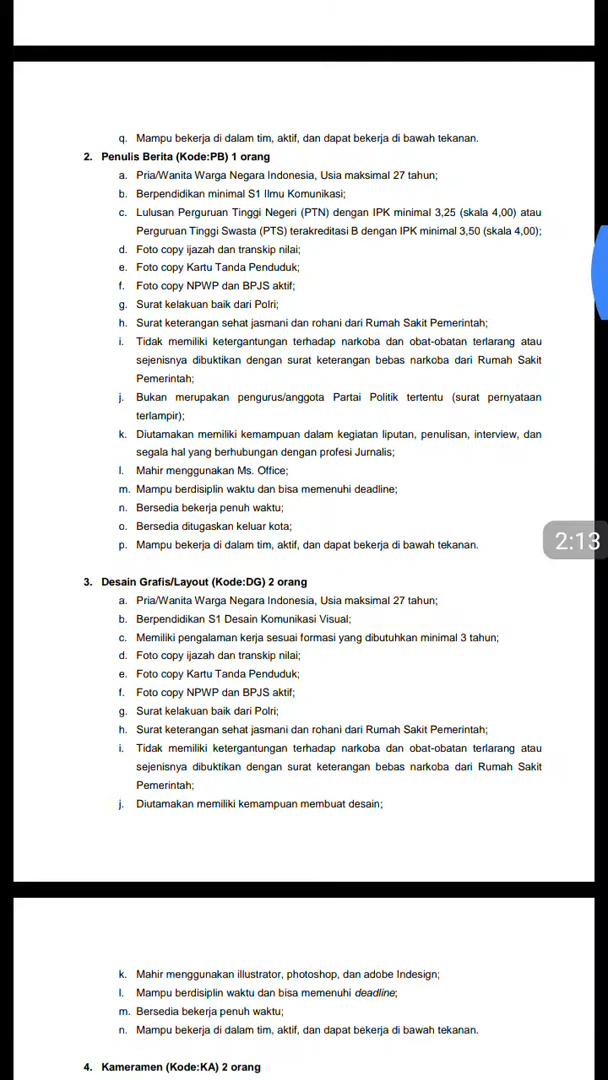 q. Mampu bekerja di dalam tim, aktif, dan dapat bekerja di bawah tekanan.
2. Penulis Berita (Kode:PB) 1 orang
a. Pria/Wanita Warga Negara Indonesia, Usia maksimal 27 tahun;
b. Berpendidikan minimal S1 Ilmu Komunikasi;
c. Lulusan Perguruan Tinggi Negeri (PTN) dengan IPK minimal 3,25 (skala 4,00) atau
Perguruan Tinggi Swasta (PTS) terakreditasi B dengan IPK minimal 3,50 (skala 4,00);
d. Foto copy ijazah dan transkip nilai;
e. Foto copy Kartu Tanda Penduduk;
f. Foto copy NPWP dan BPJS aktif;
g. Surat kelakuan baik dari Polri;
h. Surat keterangan sehat jasmani dan rohani dari Rumah Sakit Pemerintah;
i. Tidak memiliki ketergantungan terhadap narkoba dan obat-obatan terlarang atau
sejenisnya dibuktikan dengan surat keterangan bebas narkoba dari Rumah Sakit
Pemerintah;
j. Bukan merupakan pengurus/anggota Partai Politik tertentu (surat pernyataan
terlampir);
k. Diutamakan memiliki kemampuan dalam kegiatan liputan, penulisan, interview, dan
segala hal yang berhubungan dengan profesi Jurnalis;
l. Mahir menggunakan Ms. Office;
m. Mampu berdisiplin waktu dan bisa memenuhi deadline;
n. Bersedia bekerja penuh waktu;
o. Bersedia ditugaskan keluar kota;
2:13
p. Mampu bekerja di dalam tim, aktif, dan dapat bekerja di bawah tekanan.
3. Desain Grafis/Layout (Kode:DG) 2 orang
a. Pria/Wanita Warga Negara Indonesia, Usia maksimal 27 tahun;
b. Berpendidikan S1 Desain Komunikasi Visual;
c. Memiliki pengalaman kerja sesuai formasi yang dibutuhkan minimal 3 tahun;
d. Foto copy ijazah dan transkip nilai;
e. Foto copy Kartu Tanda Penduduk;
f. Foto copy NPWP dan BPJS aktif;
g. Surat kelakuan baik dari Polri;
h. Surat keterangan sehat jasmani dan rohani dari Rumah Sakit Pemerintah;
i. Tidak memiliki ketergantungan terhadap narkoba dan obat-obatan terlarang atau
sejenisnya dibuktikan dengan surat keterangan bebas narkoba dari Rumah Sakit
Pemerintah;
j. Diutamakan memiliki kemampuan membuat desain;
k. Mahir menggunakan illustrator, photoshop, dan adobe Indesign;
l. Mampu berdisiplin waktu dan bisa memenuhi deadline;
m. Bersedia bekerja penuh waktu;
n. Mampu bekerja di dalam tim, aktif, dan dapat bekerja di bawah tekanan.
4. Kameramen (Kode:KA) 2 orang